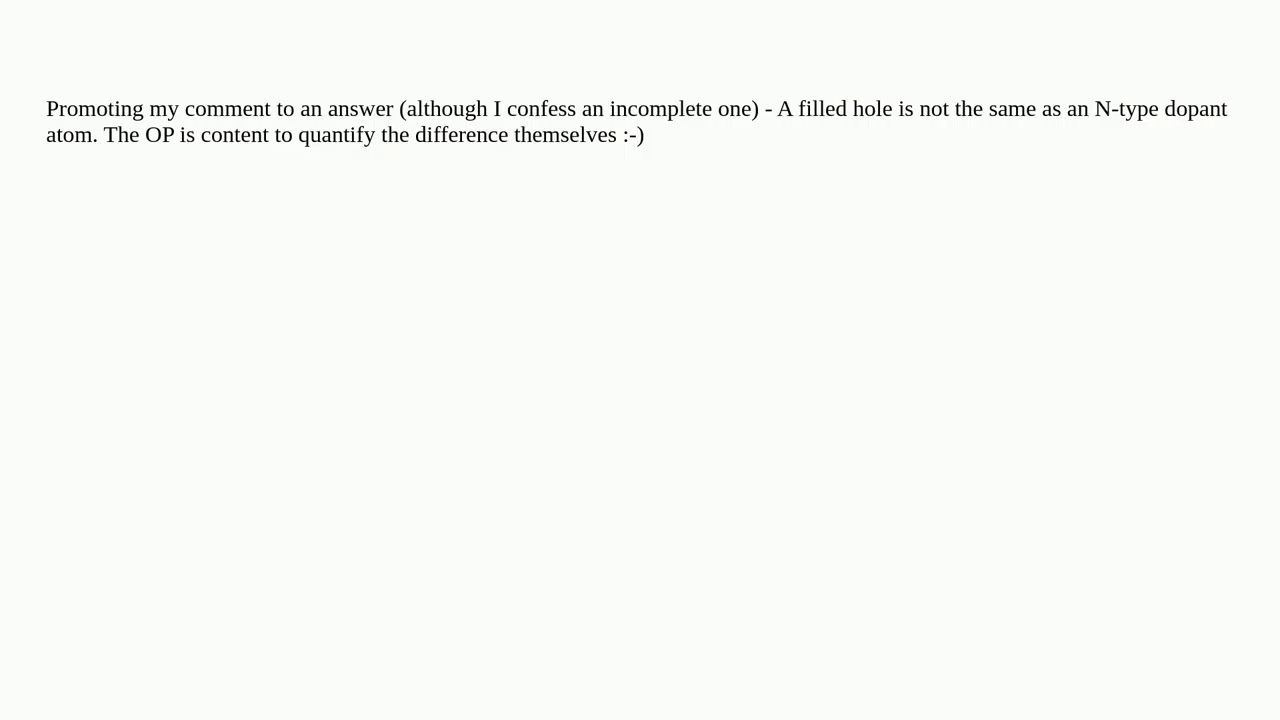 Promoting my comment to an answer (although I confess an incomplete one) - A filled hole is not the same as an N-type dopant
atom. The OP is content to quantify the difference themselves :-)